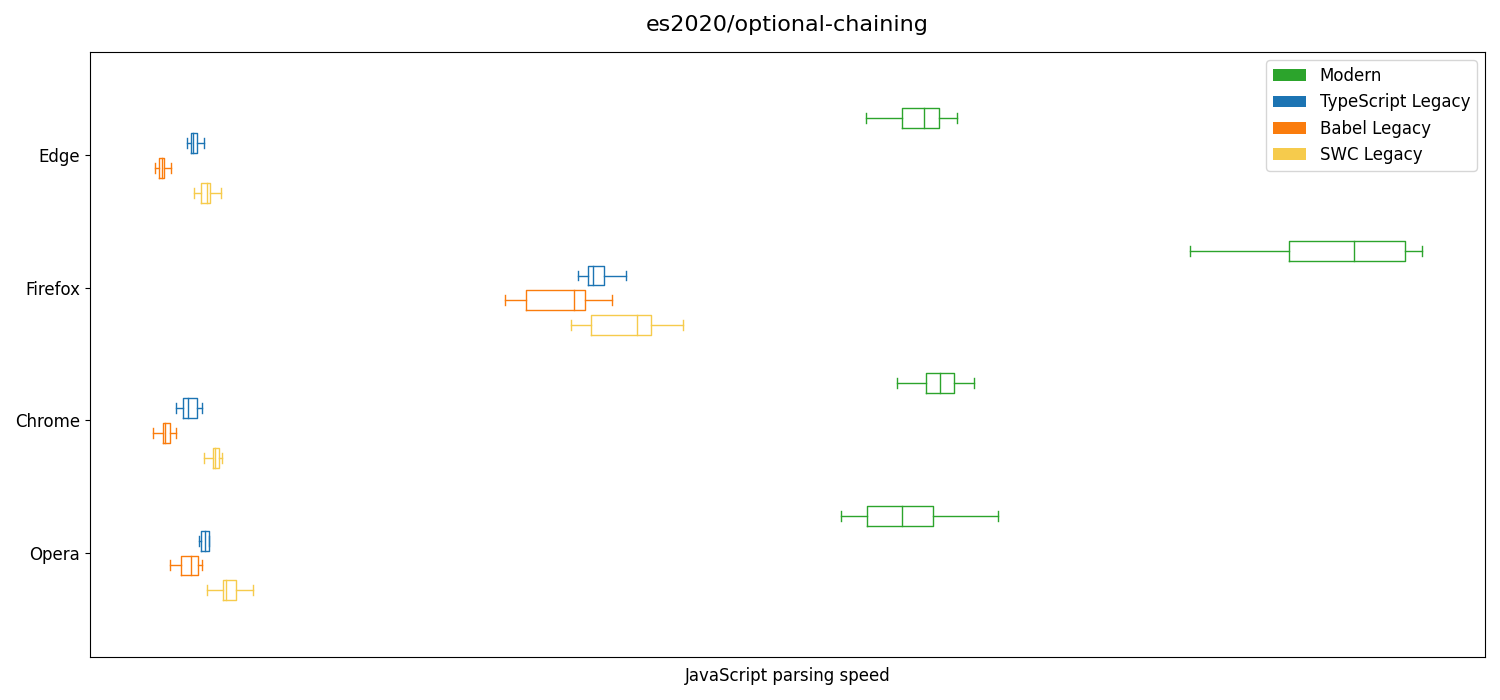 es2020/optional-chaining
Modern
TypeScript Legacy
Babel Legacy
SWC Legacy
Edge
Firefox
Chrome
Opera
JavaScript parsing speed